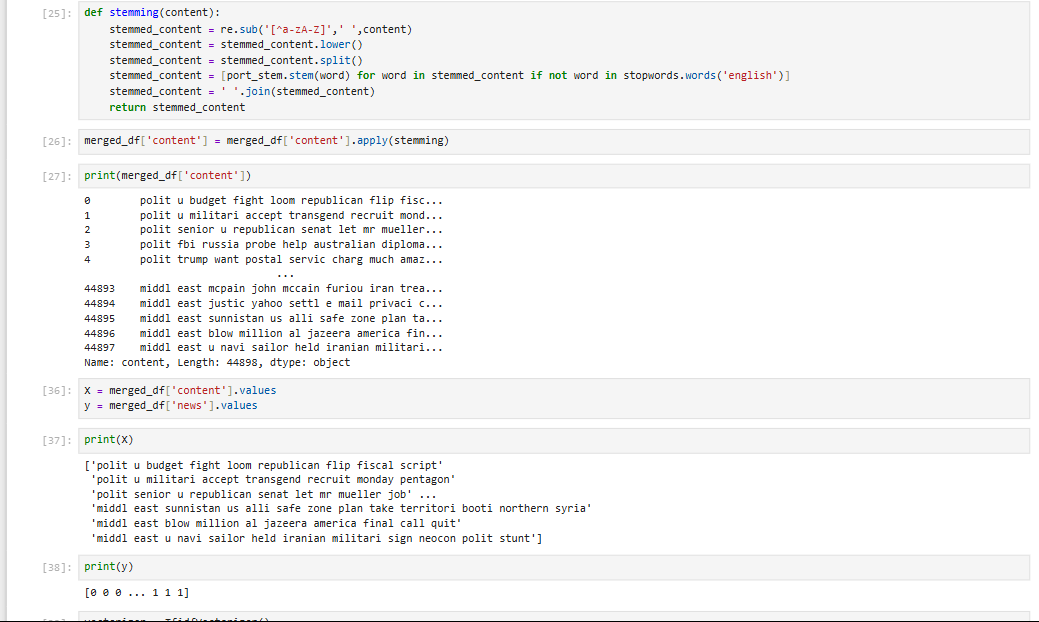 [25]: def stemming(content):
stemmed_content = re.sub('[^a-zA-Z]',' ',content)
stemmed_content = stemmed_content.lower()
stemmed_content = stemmed_content.split()
stemmed_content = [port_stem.stem(word) for word in stemmed_content if not word in stopwords.words('english')]
stemmed_content = ' '.join(stemmed_content)
return stemmed_content
[26]: merged_df['content'] = merged_df['content'].apply(stemming)
[27]: print(merged_df['content'])
0 polit u budget fight loom republican flip fisc...
1 polit u militari accept transgend recruit mond...
2 polit senior u republican senat let mr mueller...
3 polit fbi russia probe help australian diploma...
4 polit trump want postal servic charg much amaz...
...
44893 middl east mcpain john mccain furiou iran trea...
44894 middl east justic yahoo settl e mail privaci c...
44895 middl east sunnistan us alli safe zone plan ta...
44896 middl east blow million al jazeera america fin...
44897 middl east u navi sailor held iranian militari...
Name: content, Length: 44898, dtype: object
[36]: X = merged_df['content'].values
y = merged_df['news'].values
[37]: print(X)
['polit u budget fight loom republican flip fiscal script'
'polit u militari accept transgend recruit monday pentagon'
'polit senior u republican senat let mr mueller job' ...
'middl east sunnistan us alli safe zone plan take territori booti northern syria'
'middl east blow million al jazeera america final call quit'
'middl east u navi sailor held iranian militari sign neocon polit stunt']
[38]: print(y)
[0 0 0 ... 1 1 1]